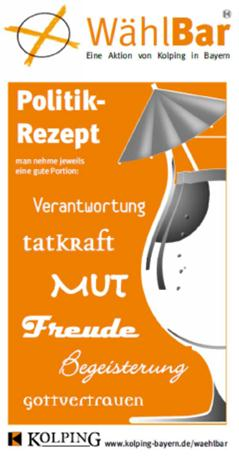 WählBar
Eine Aktion von Kolping in Bayern
Politik-
Rezept
man nehme jeweils
eine gute Portion:
Verantwortung
tatkraft
MUT
Freude
Begeisterung
gottvertrauen
KOLPING www.kolping-bayern.de/waehlbar